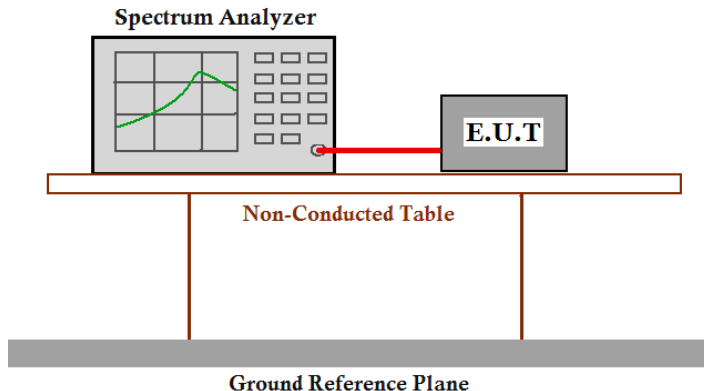 Spectrum Analyzer
E.U.T
Non-Conducted Table
Ground Reference Plane